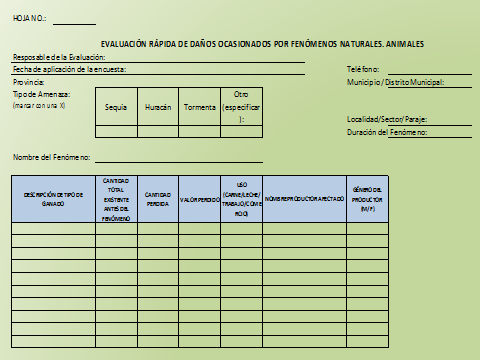 HOJA NO.:
EVALUACIÓN RÁPIDA DE DAÑOS OCASIONADOS POR FENÓMENOS NATURALES. ANIMALES
Resposable de la Evaluación:
Fecha de aplicación de la encuesta: Teléfono:
Provincia: Municipio/Distrito Municipal:
Tipo de Amenaza:
(marcar con una X)
Sequía Huracán Tormenta Otro (especificar ):
Localidad/Sector/Paraje:
Duración del Fenómeno:
Nombre del Fenómeno:
DESCRIPCIÓN DE TIPO DE GANADO
CANTIDAD TOTAL EXISTENTE ANTES DEL FENÓMENO
CANTIDAD PERDIDA
VALOR PERDIDO
USO (CARNE/LECHE/TRABAJO/COMERCIO)
NOMBRE PRODUCTOR AFECTADO
GÉNERO DEL PRODUCTOR (M/F)